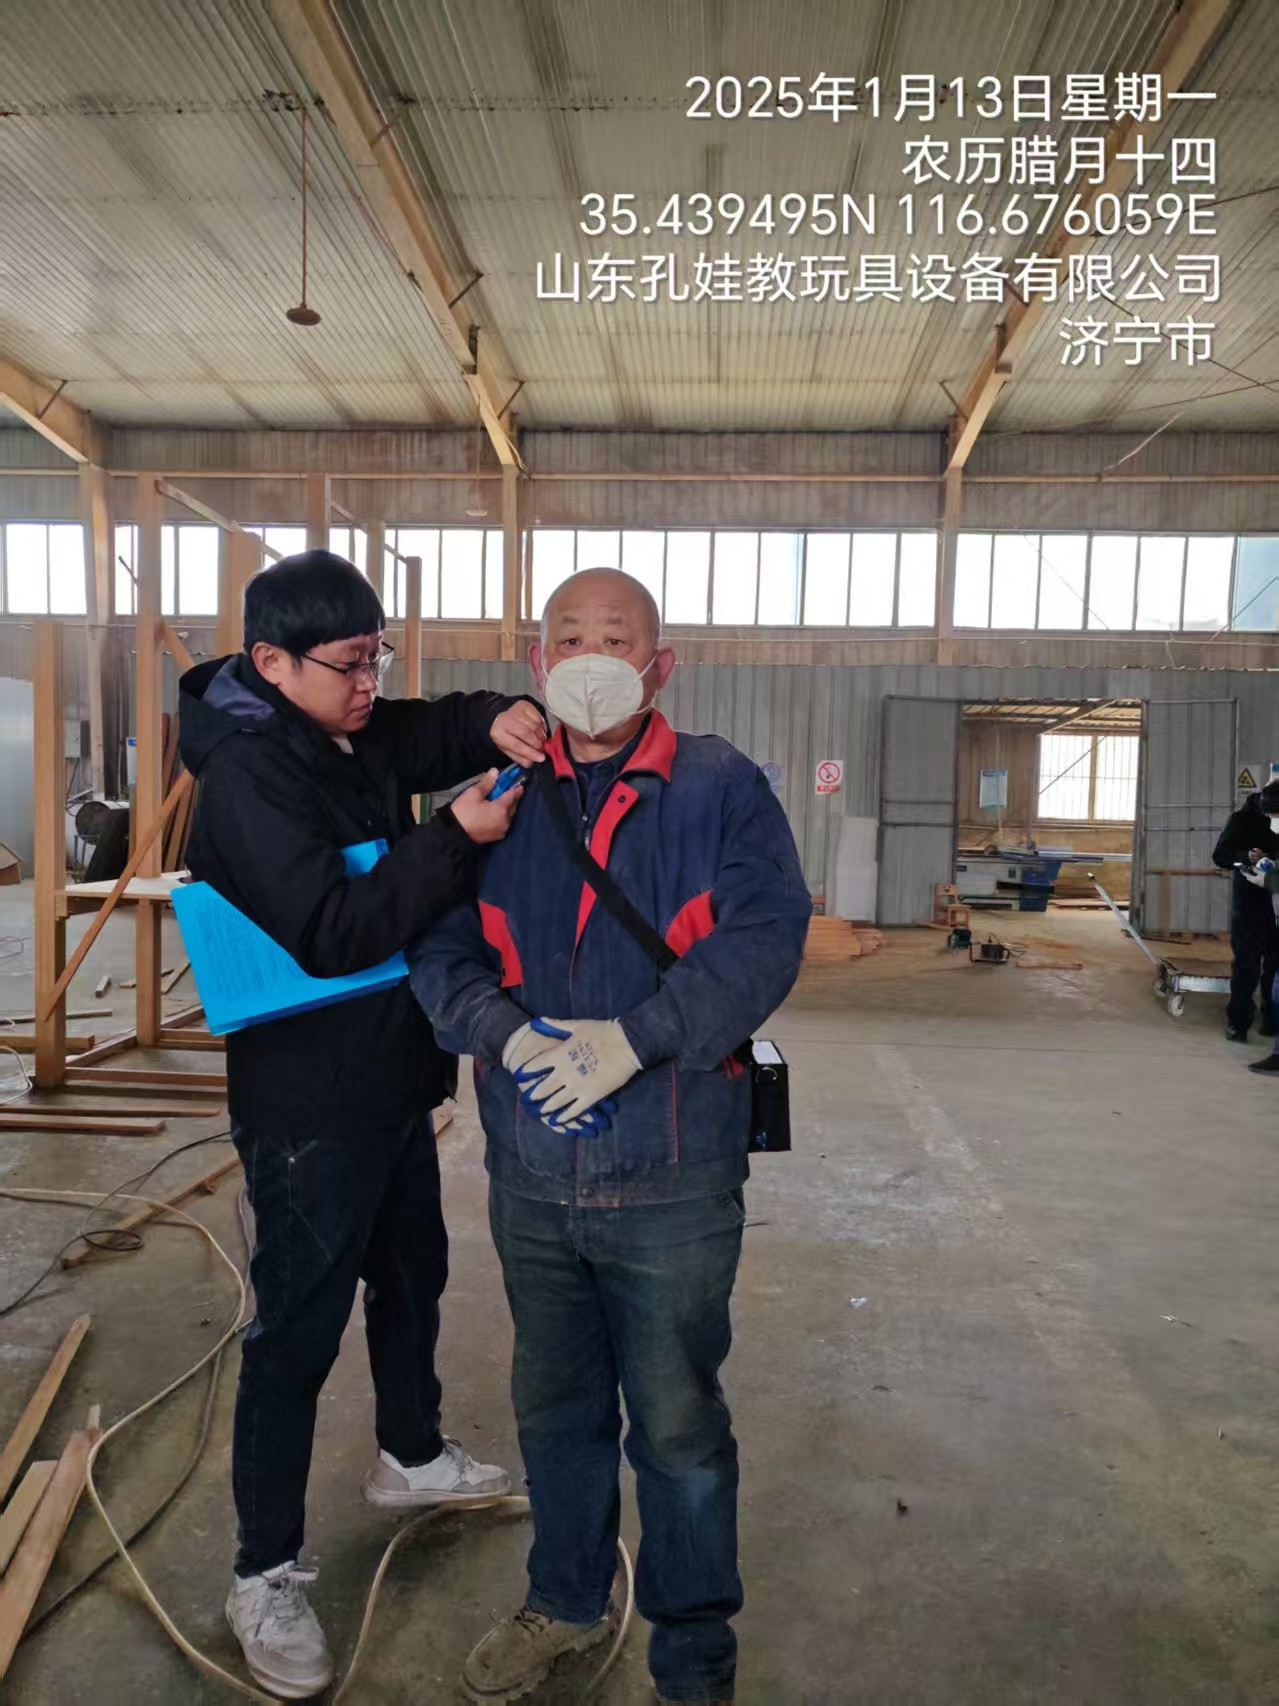 2025年1月13日星期一
农历腊月十四
35.439495N 116.676059E
山东孔娃教玩具设备有限公司
济宁市